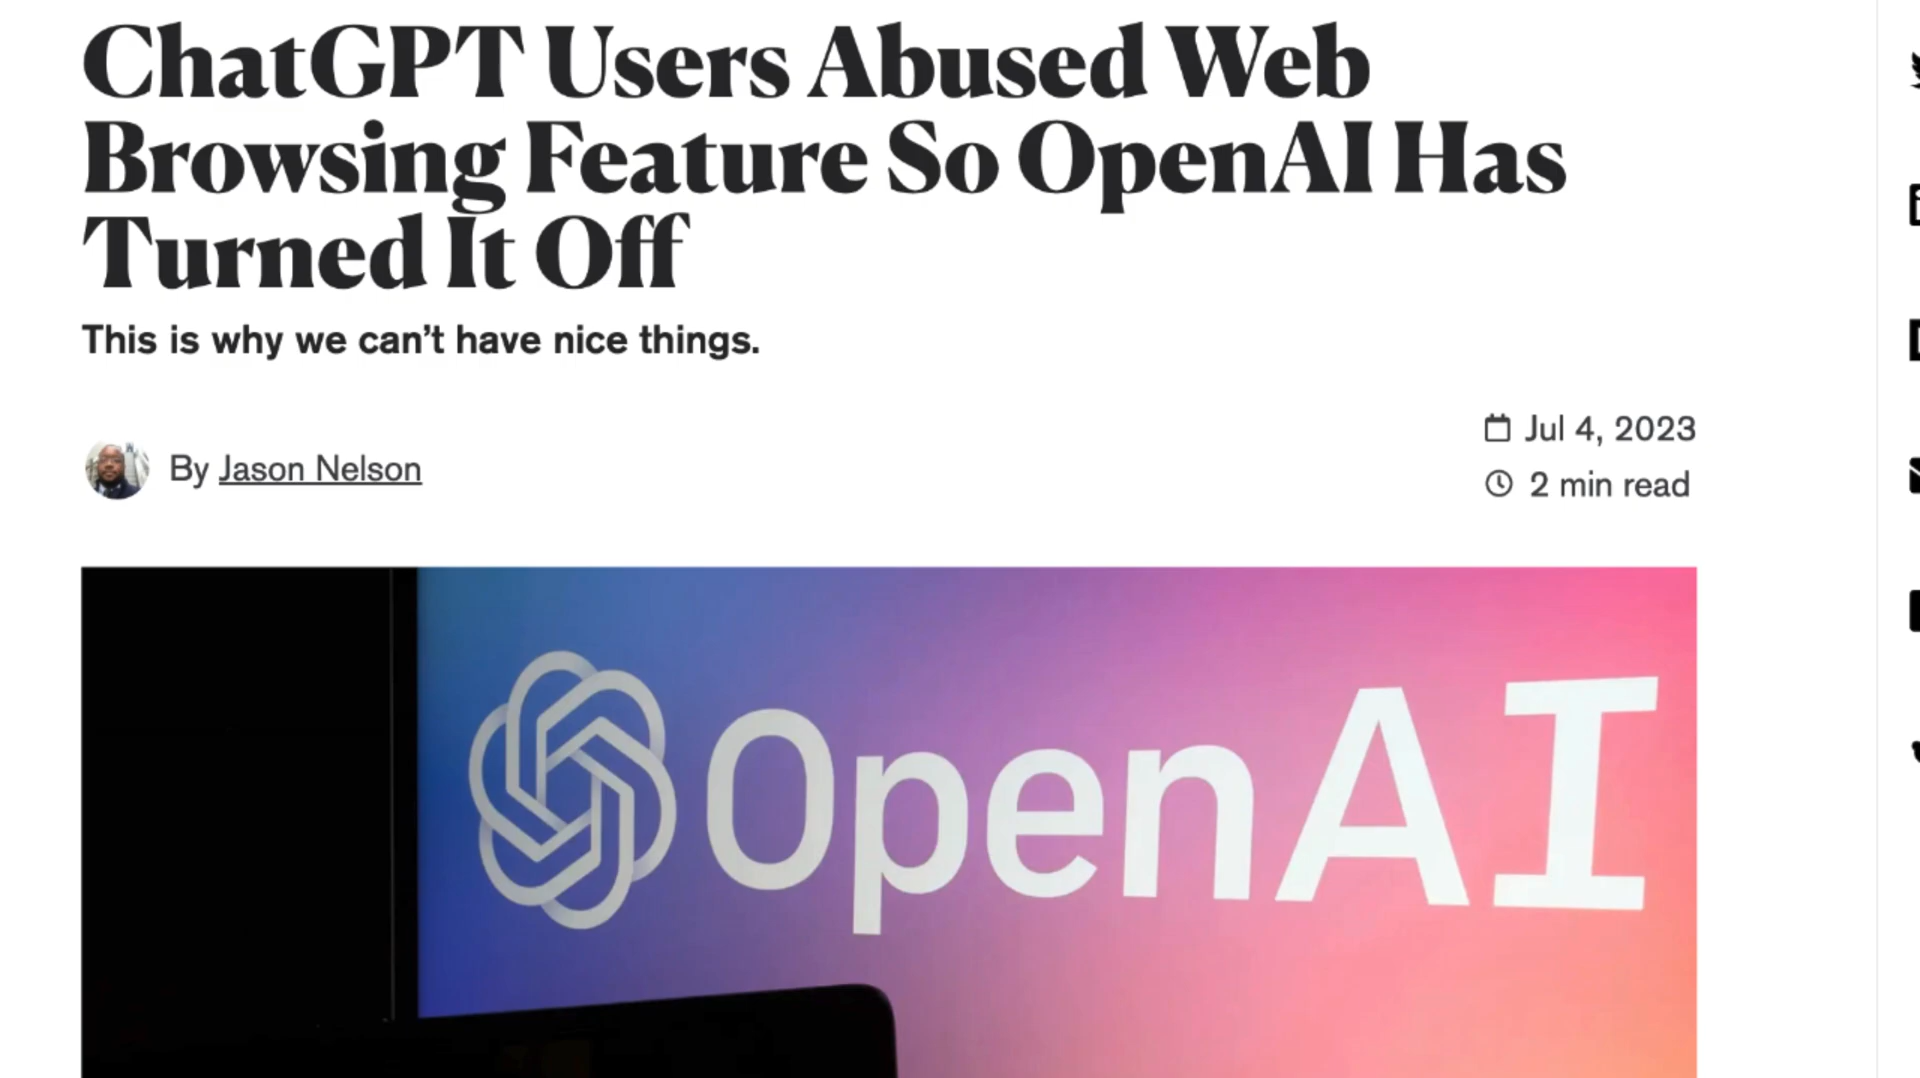 ChatGPT Users Abused Web
Browsing Feature So OpenAI Has
Turned It Off
This is why we can’t have nice things.
By Jason Nelson
Jul 4, 2023
2 min read
OpenAI